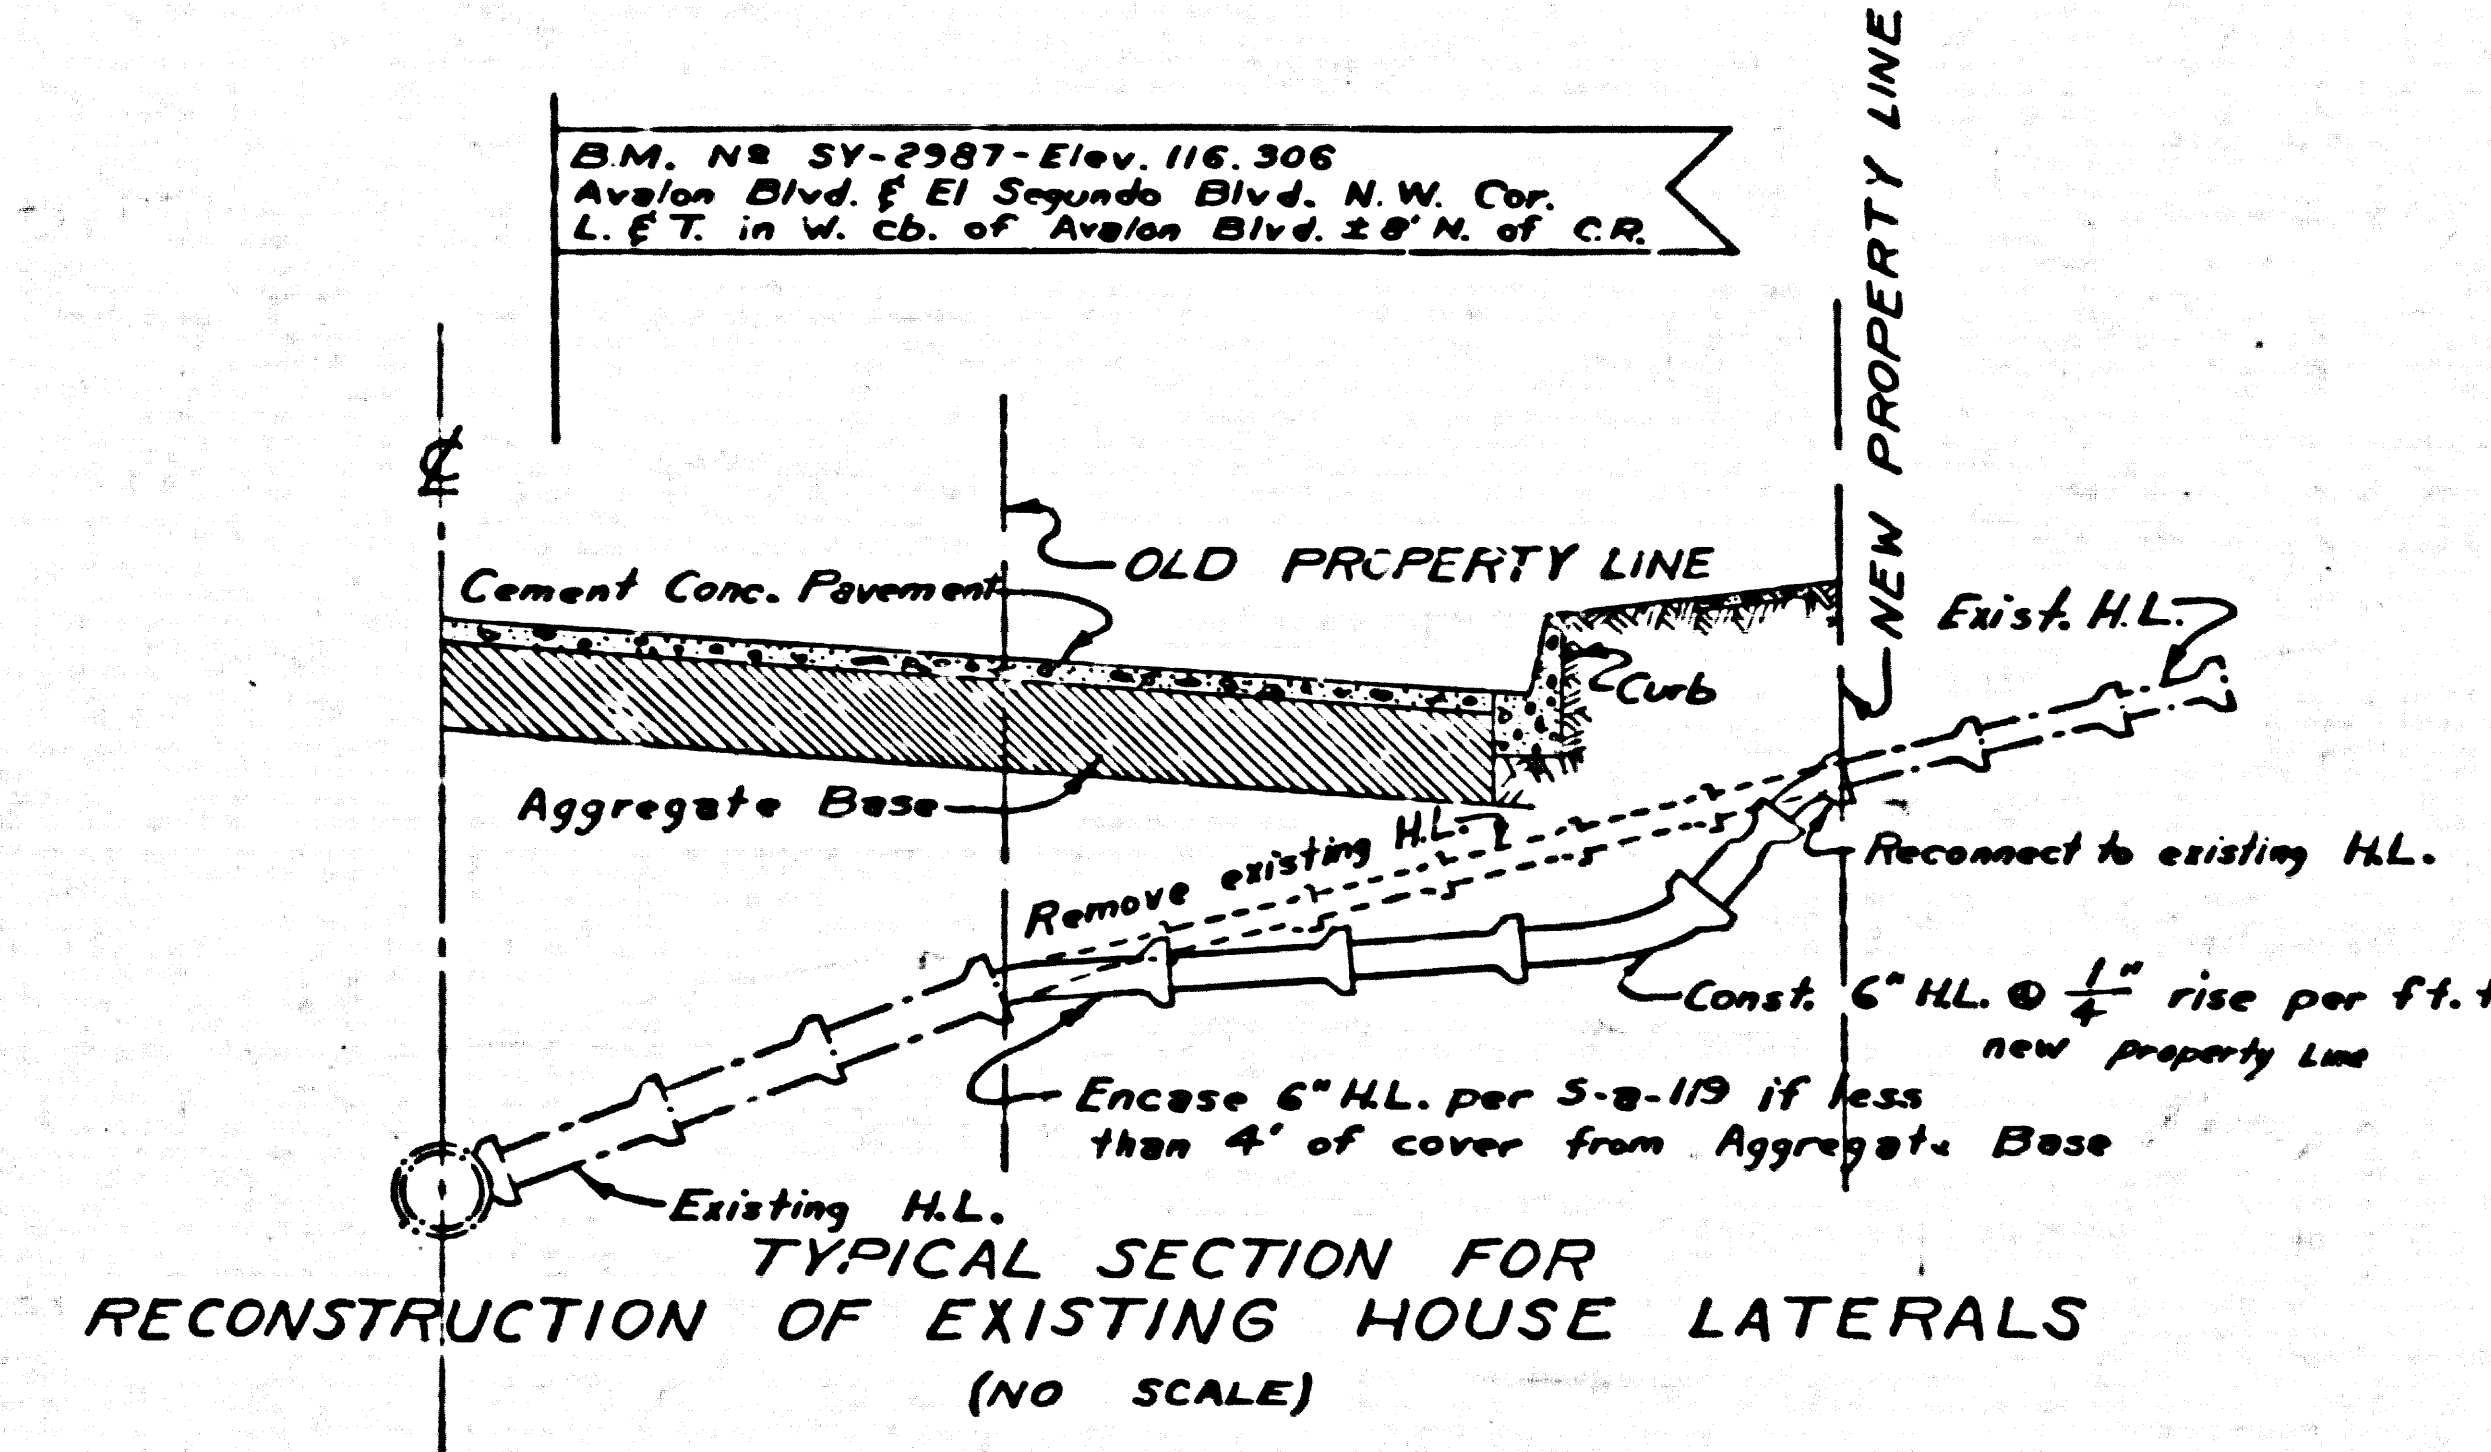 NEW PROPERTY LINE
B.M. Nº SY-2987-Elev. 116.306
Avalon Blvd. & El Segundo Blvd. N.W. Cor.
L. & T. in W. cb. of Avalon Blvd. ± 8' N. of C.R.
℄
OLD PROPERTY LINE
Cement Conc. Pavement
Exist. H.L.
Curb
Aggregate Base
Remove existing H.L.
Reconnect to existing H.L.
Const. 6" H.L. @ 1/4" rise per ft.
new property Line
Encase 6" H.L. per S-a-119 if less
than 4' of cover from Aggregate Base
Existing H.L.
TYPICAL SECTION FOR
RECONSTRUCTION OF EXISTING HOUSE LATERALS
(NO SCALE)